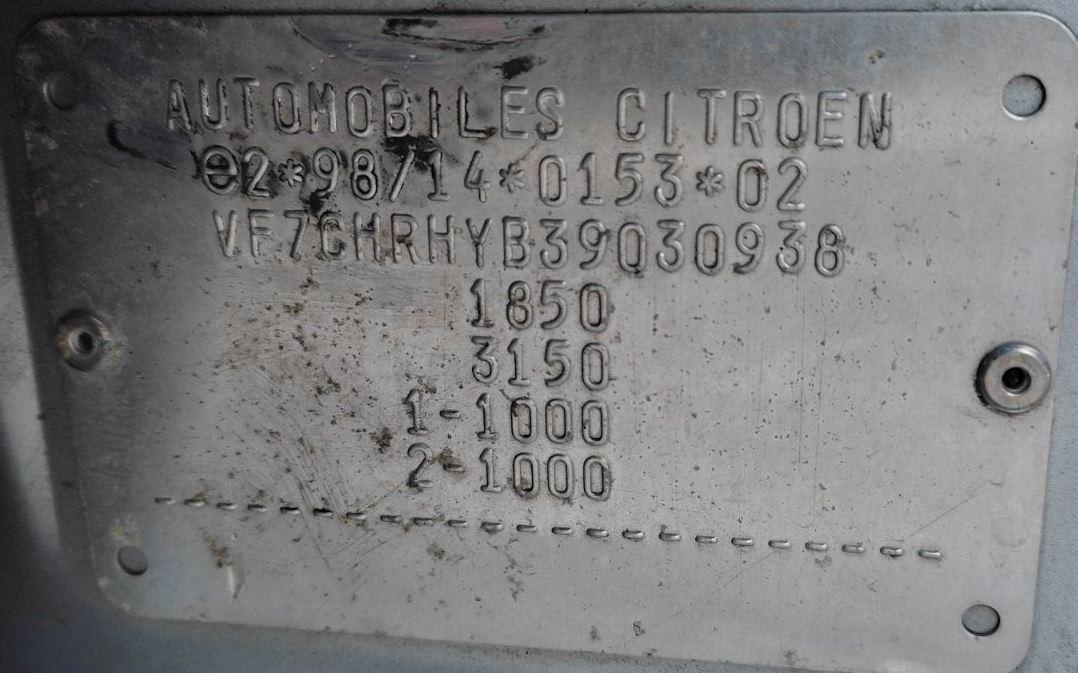 AUTOMOBILES CITROEN
e2*98/14*0153*02
VF7CHRHYB39030938
1850
3150
1-1000
2-1000
-----------------------